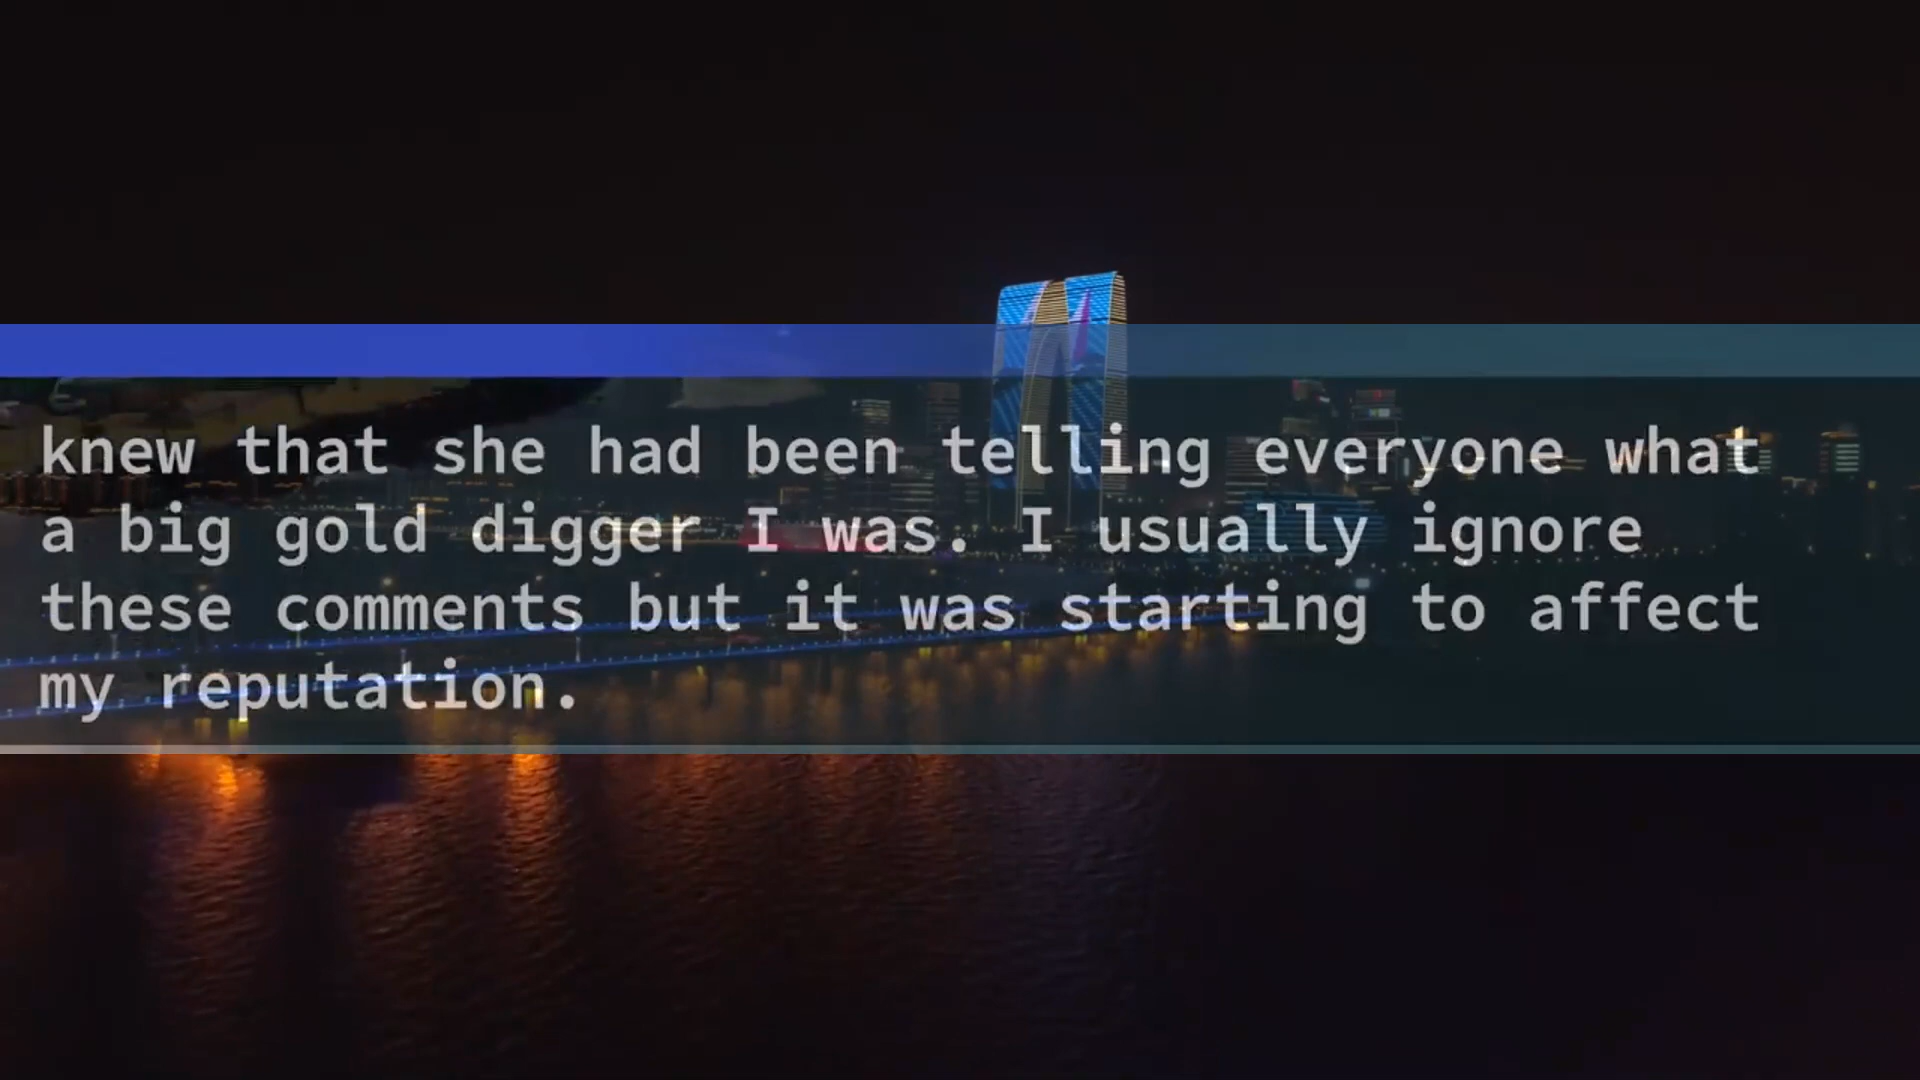 knew that she had been telling everyone what
a big gold digger I was. I usually ignore
these comments but it was starting to affect
my reputation.